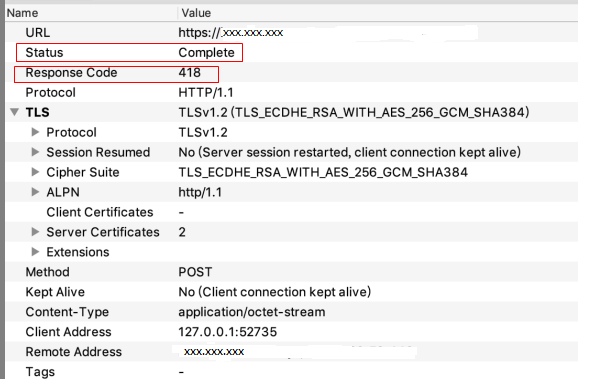 Name Value
URL https://.xxx.xxx.xxx
Status Complete
Response Code 418
Protocol HTTP/1.1
TLS TLSv1.2 (TLS_ECDHE_RSA_WITH_AES_256_GCM_SHA384)
Protocol TLSv1.2
Session Resumed No (Server session restarted, client connection kept alive)
Cipher Suite TLS_ECDHE_RSA_WITH_AES_256_GCM_SHA384
ALPN http/1.1
Client Certificates -
Server Certificates 2
Extensions
Method POST
Kept Alive No (Client connection kept alive)
Content-Type application/octet-stream
Client Address 127.0.0.1:52735
Remote Address xxx.xxx.xxx
Tags -